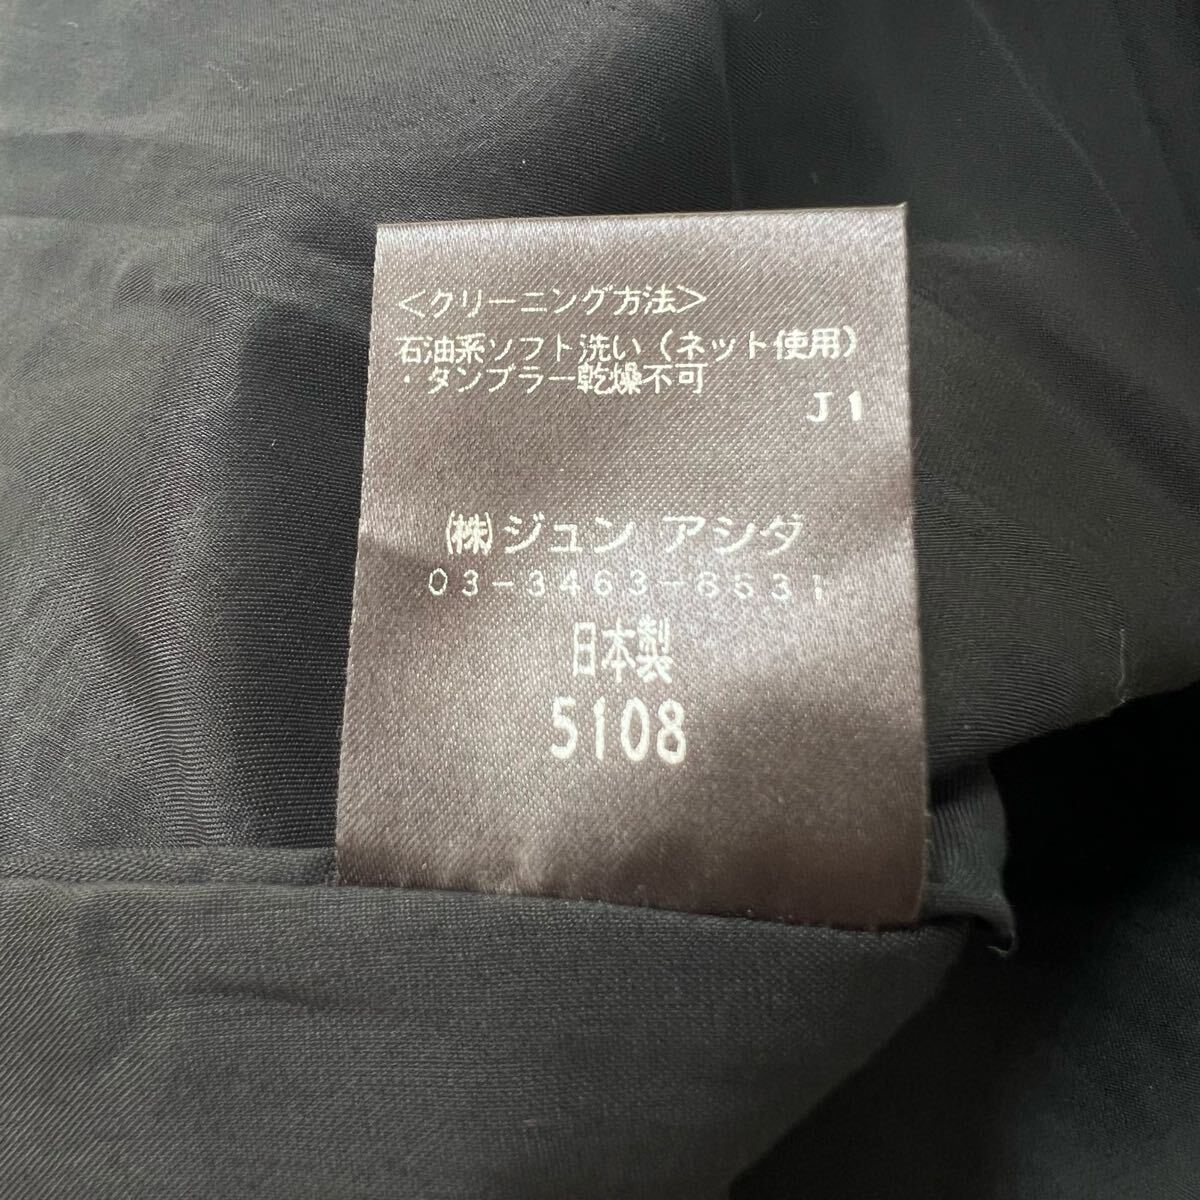 <クリーニング方法>
石油系ソフト洗い(ネット使用)
・タンブラー乾燥不可
J1
㈱ジュン アシダ
03-3463-8531
日本製
5108